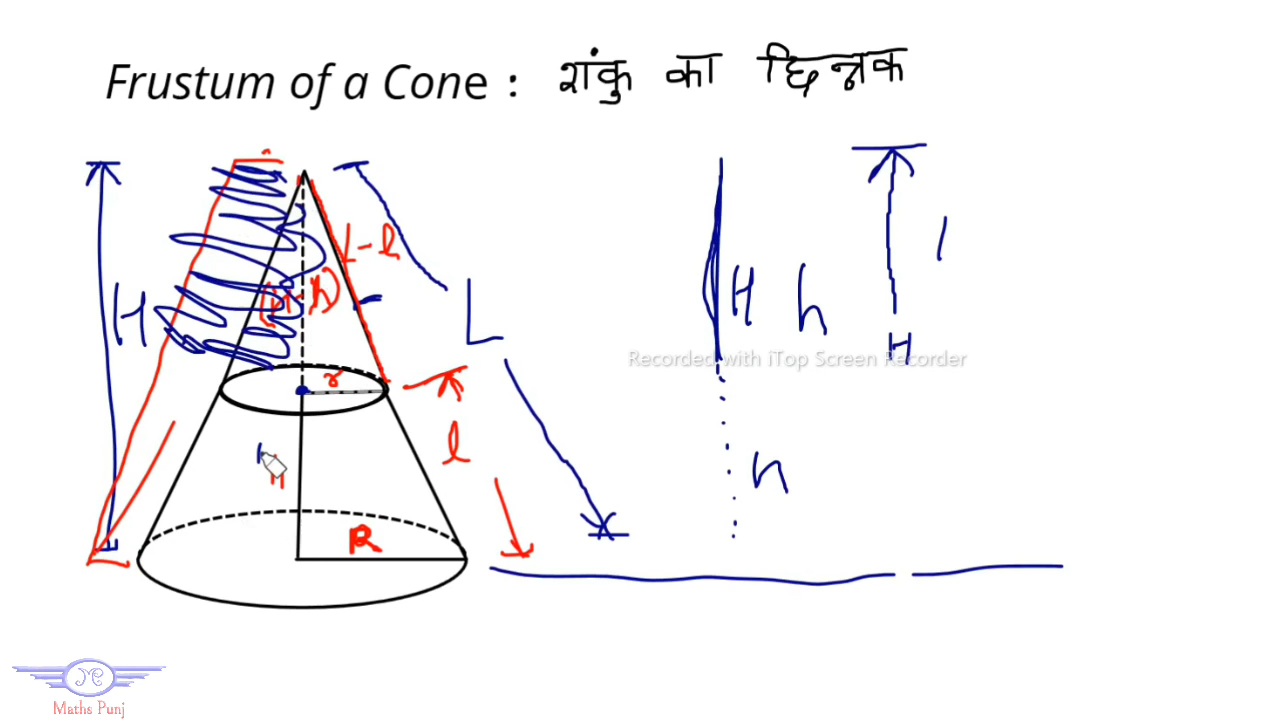 Frustum of a Cone : शंकु का छिन्नक
L-l
H
(H-h)
L
H h
H
Recorded with iTop Screen Recorder
r
l
h
R
Maths Punj